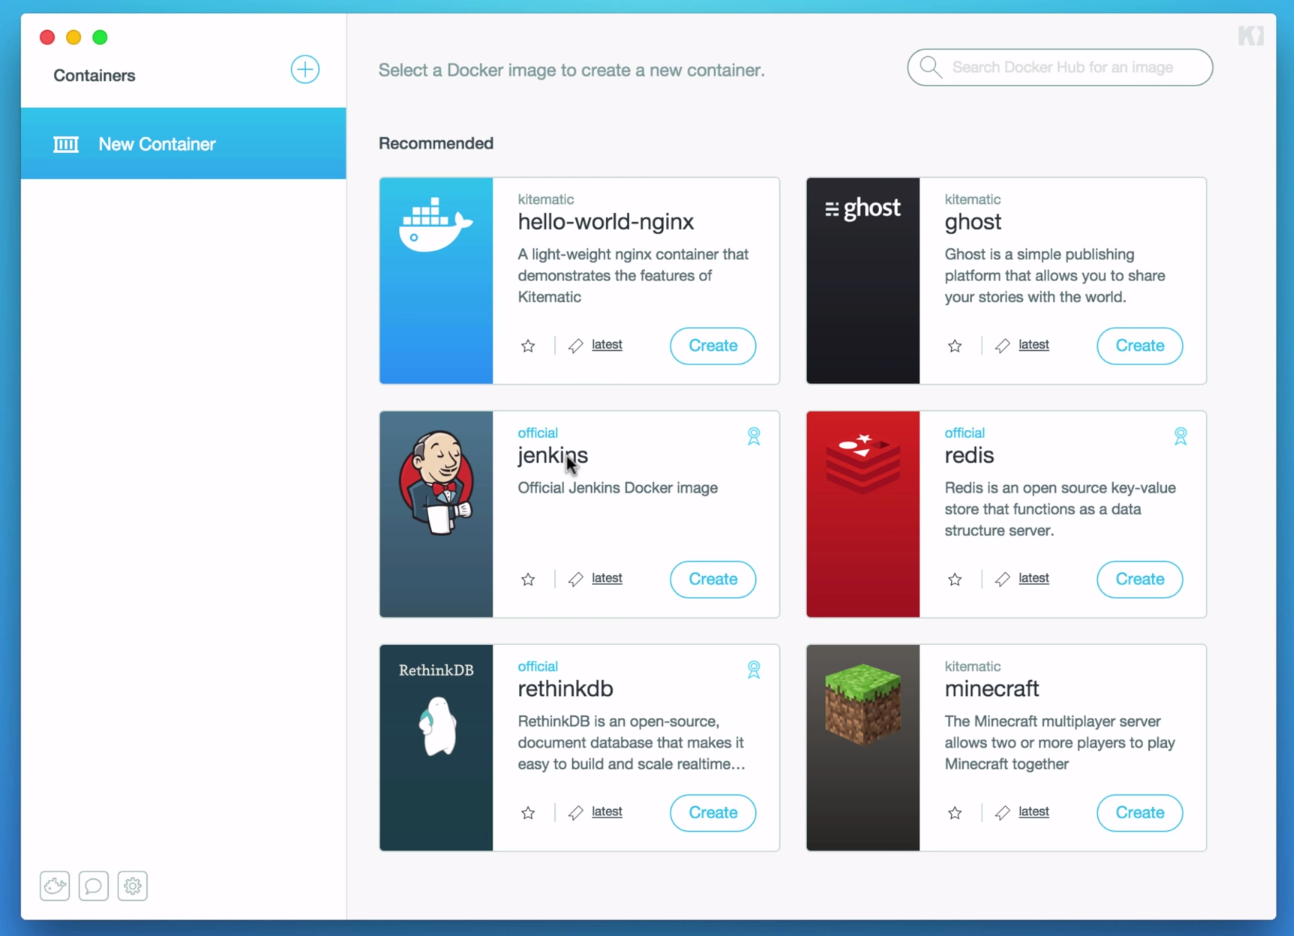 Containers
New Container
Select a Docker image to create a new container.
Search Docker Hub for an image
K
Recommended
kitematic
hello-world-nginx
A light-weight nginx container that
demonstrates the features of
Kitematic
latest
Create
ghost
kitematic
ghost
Ghost is a simple publishing
platform that allows you to share
your stories with the world.
latest
Create
official
jenkins
Official Jenkins Docker image
latest
Create
official
redis
Redis is an open source key-value
store that functions as a data
structure server.
latest
Create
RethinkDB
official
rethinkdb
RethinkDB is an open-source,
document database that makes it
easy to build and scale realtime...
latest
Create
kitematic
minecraft
The Minecraft multiplayer server
allows two or more players to play
Minecraft together
latest
Create